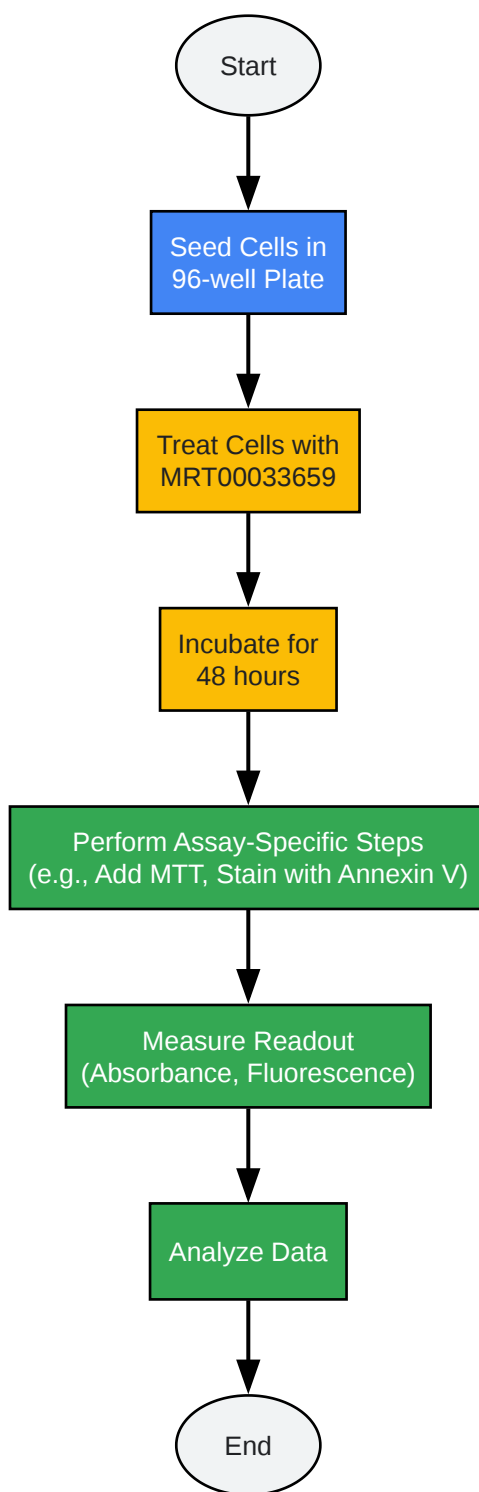 Start
Seed Cells in
96-well Plate
Treat Cells with
MRT00033659
Incubate for
48 hours
Perform Assay-Specific Steps
(e.g., Add MTT, Stain with Annexin V)
Measure Readout
(Absorbance, Fluorescence)
Analyze Data
End